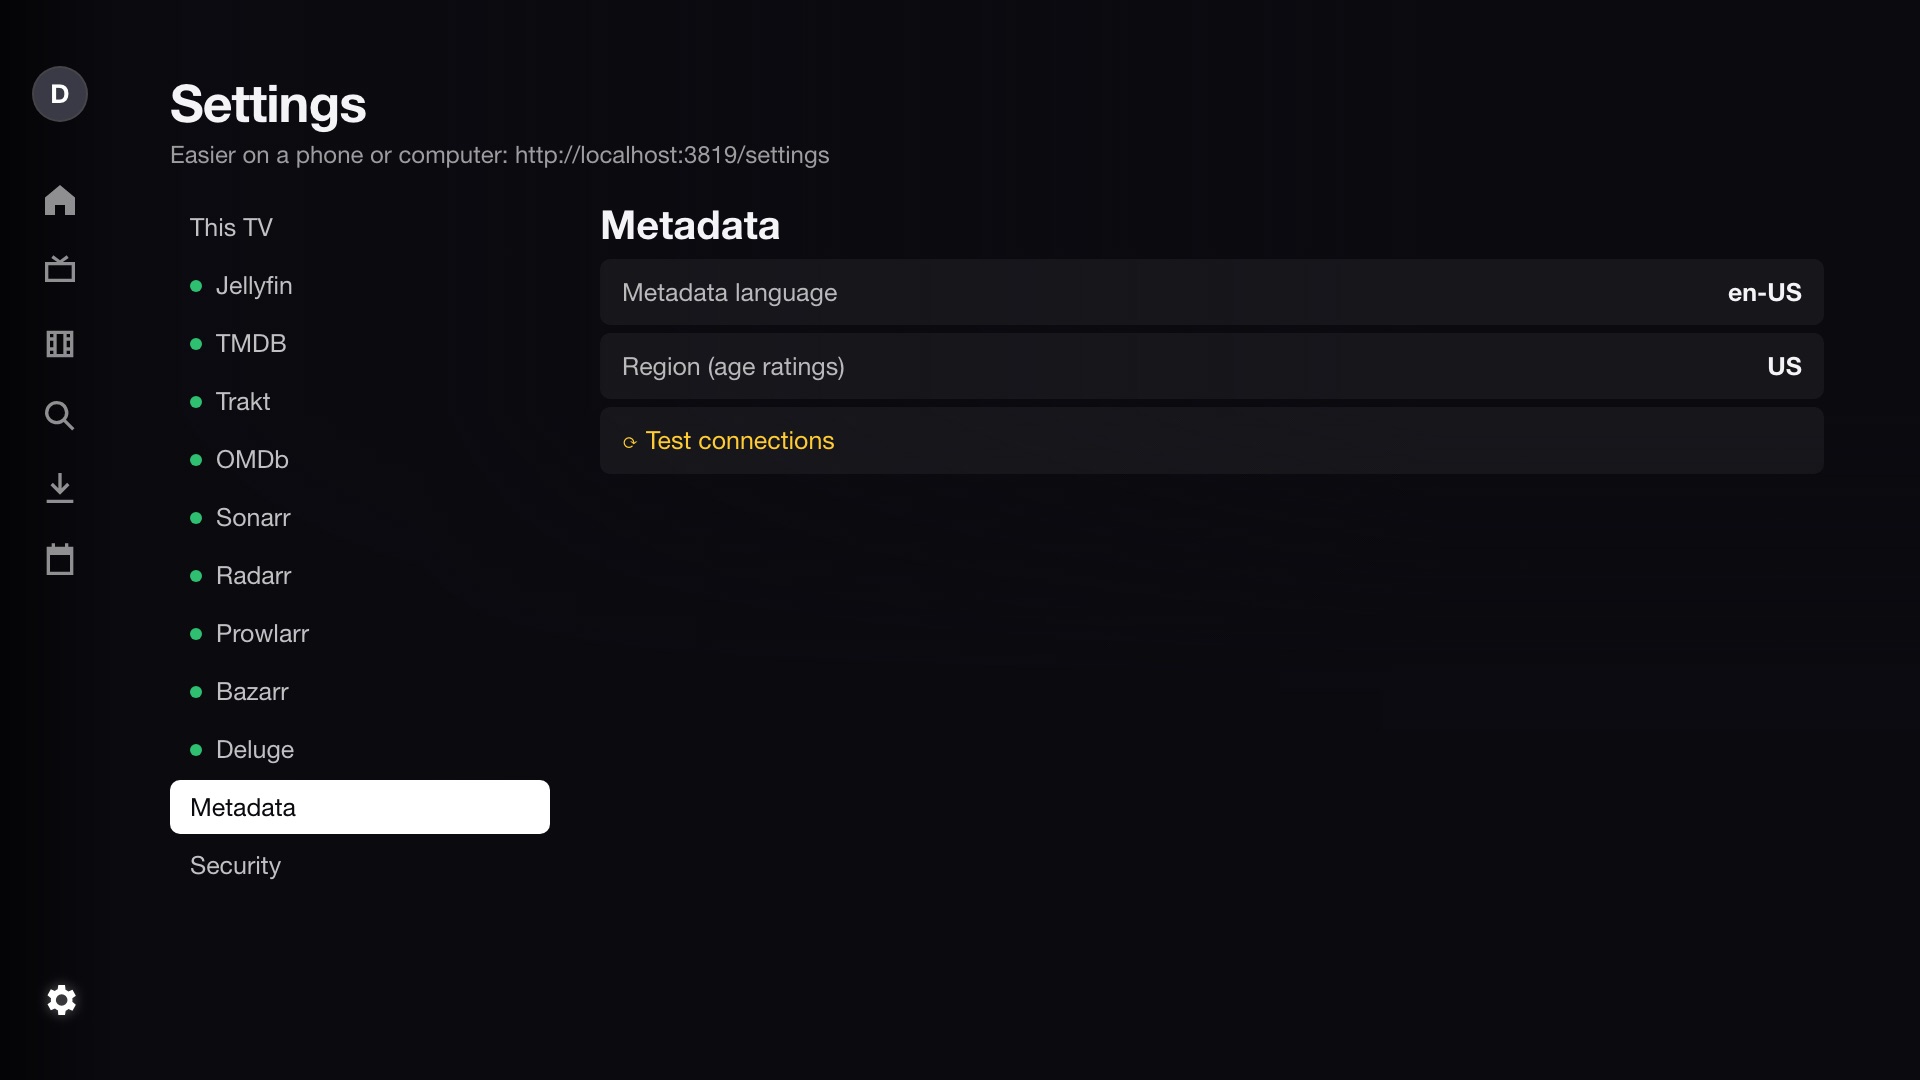 D
Settings
Easier on a phone or computer: http://localhost:3819/settings
This TV
Jellyfin
TMDB
Trakt
OMDb
Sonarr
Radarr
Prowlarr
Bazarr
Deluge
Metadata
Security
Metadata
Metadata language en-US
Region (age ratings) US
⟳ Test connections